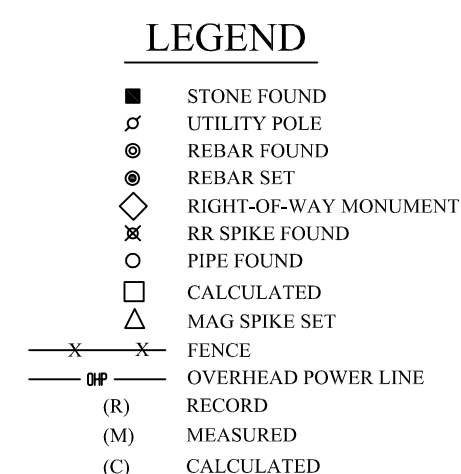 LEGEND
STONE FOUND
UTILITY POLE
REBAR FOUND
REBAR SET
RIGHT-OF-WAY MONUMENT
RR SPIKE FOUND
PIPE FOUND
CALCULATED
MAG SPIKE SET
X X FENCE
OHP OVERHEAD POWER LINE
(R) RECORD
(M) MEASURED
(C) CALCULATED